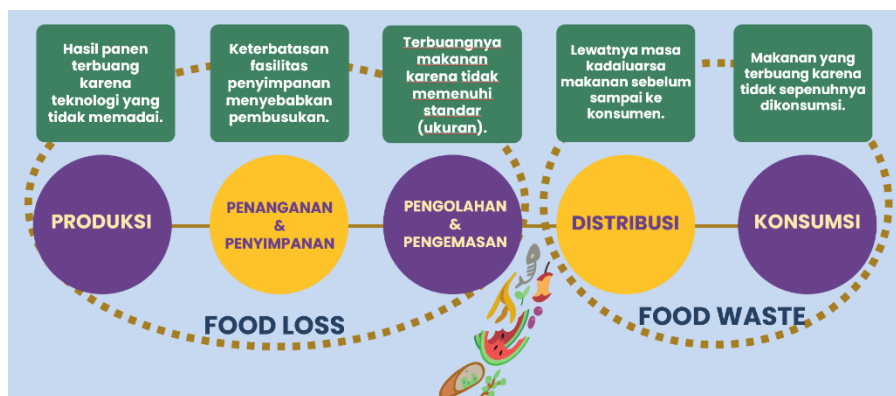 Hasil panen
terbuang
karena
teknologi yang
tidak memadai.
Keterbatasan
fasilitas
penyimpanan
menyebabkan
pembusukan.
Terbuangnya
makanan
karena tidak
memenuhi
standar
(ukuran).
Lewatnya masa
kadaluarsa
makanan sebelum
sampai ke
konsumen.
Makanan yang
terbuang karena
tidak sepenuhnya
dikonsumsi.
PRODUKSI
PENANGANAN
&
PENYIMPANAN
PENGOLAHAN
&
PENGEMASAN
DISTRIBUSI
KONSUMSI
FOOD LOSS
FOOD WASTE